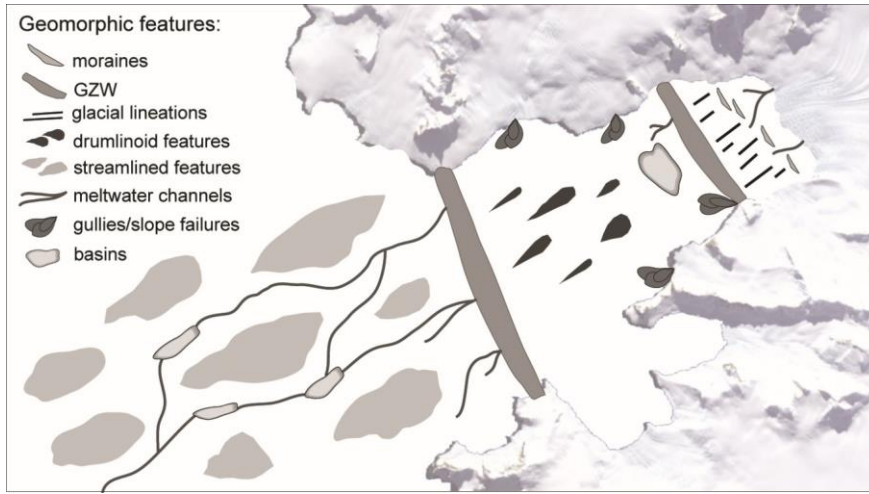 Geomorphic features:
moraines
GZW
glacial lineations
drumlinoid features
streamlined features
meltwater channels
gullies/slope failures
basins